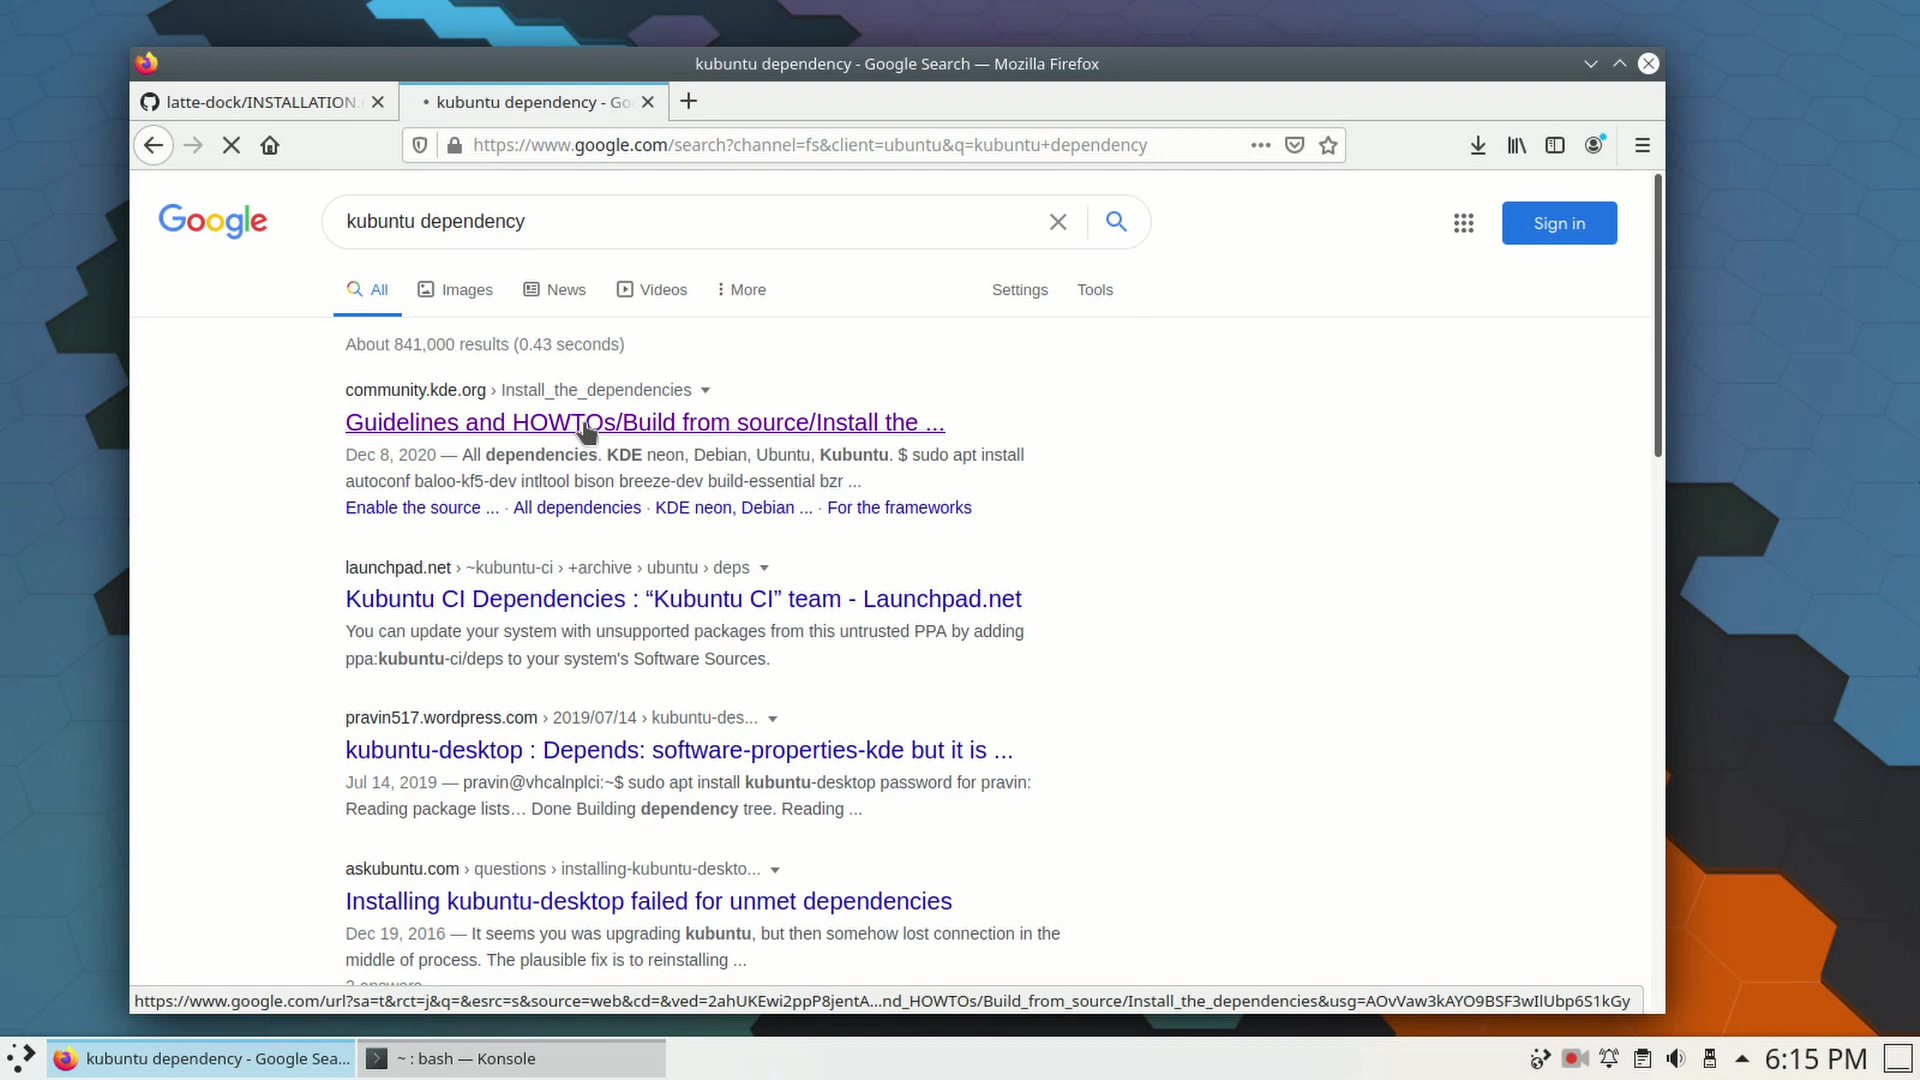 kubuntu dependency - Google Search — Mozilla Firefox
latte-dock/INSTALLATION.
kubuntu dependency - Go
https://www.google.com/search?channel=fs&client=ubuntu&q=kubuntu+dependency
Google
kubuntu dependency
Sign in
All Images News Videos More Settings Tools
About 841,000 results (0.43 seconds)
community.kde.org › Install_the_dependencies
Guidelines and HOWTOs/Build from source/Install the ...
Dec 8, 2020 — All dependencies. KDE neon, Debian, Ubuntu, Kubuntu. $ sudo apt install
autoconf baloo-kf5-dev intltool bison breeze-dev build-essential bzr ...
Enable the source ... · All dependencies · KDE neon, Debian ... · For the frameworks
launchpad.net › ~kubuntu-ci › +archive › ubuntu › deps
Kubuntu CI Dependencies : “Kubuntu CI” team - Launchpad.net
You can update your system with unsupported packages from this untrusted PPA by adding
ppa:kubuntu-ci/deps to your system's Software Sources.
pravin517.wordpress.com › 2019/07/14 › kubuntu-des...
kubuntu-desktop : Depends: software-properties-kde but it is ...
Jul 14, 2019 — pravin@vhcalnplci:~$ sudo apt install kubuntu-desktop password for pravin:
Reading package lists… Done Building dependency tree. Reading ...
askubuntu.com › questions › installing-kubuntu-deskto...
Installing kubuntu-desktop failed for unmet dependencies
Dec 19, 2016 — It seems you was upgrading kubuntu, but then somehow lost connection in the
middle of process. The plausible fix is to reinstalling ...
https://www.google.com/url?sa=t&rct=j&q=&esrc=s&source=web&cd=&ved=2ahUKEwi2ppP8jentA...nd_HOWTOs/Build_from_source/Install_the_dependencies&usg=AOvVaw3kAYO9BSF3wIlUbp6S1kGy
kubuntu dependency - Google Sea...
~ : bash — Konsole
6:15 PM